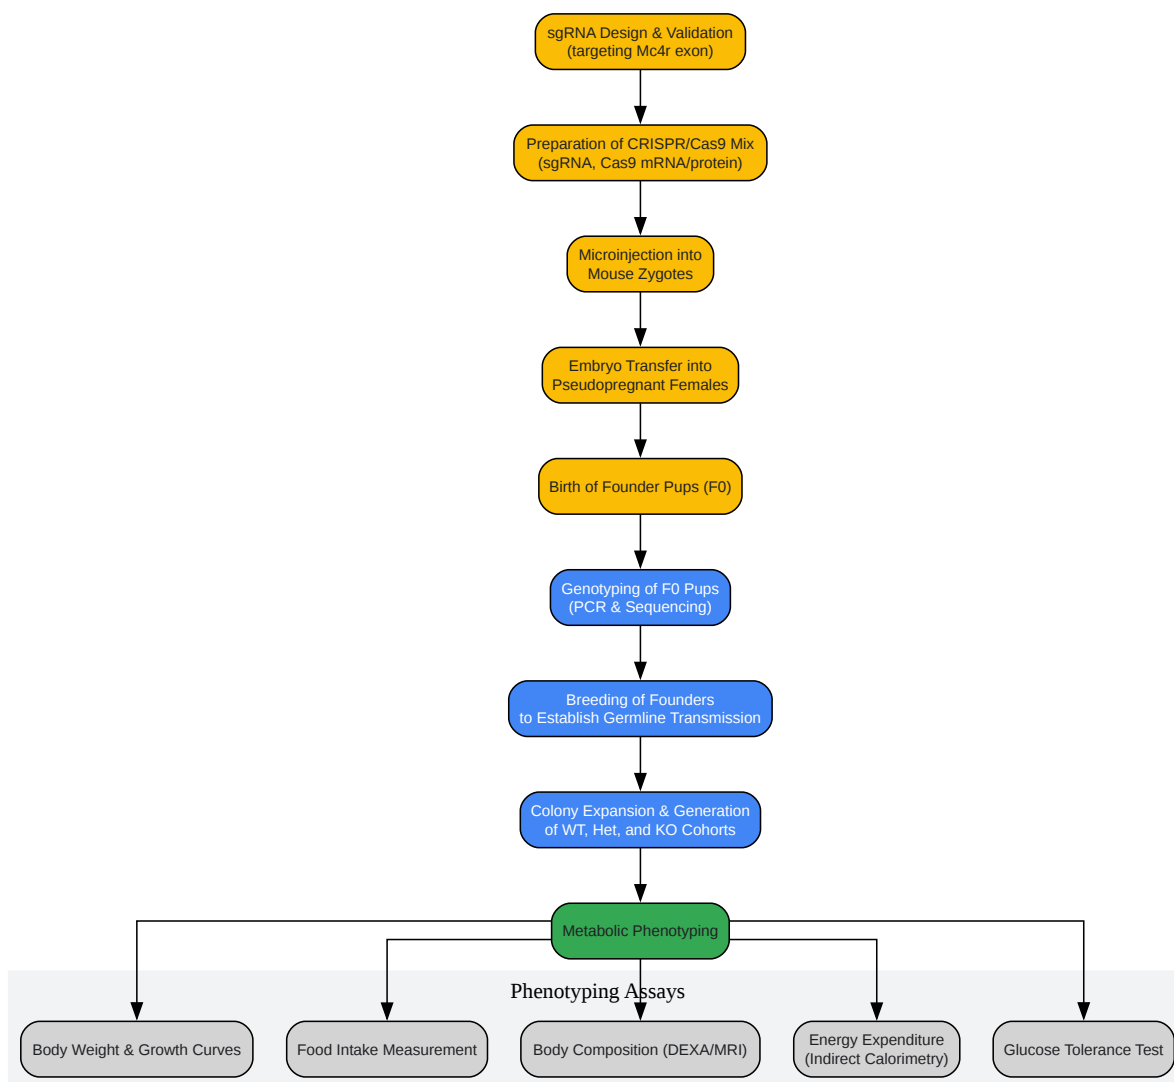 sgRNA Design & Validation
(targeting Mc4r exon)
Preparation of CRISPR/Cas9 Mix
(sgRNA, Cas9 mRNA/protein)
Microinjection into
Mouse Zygotes
Embryo Transfer into
Pseudopregnant Females
Birth of Founder Pups (F0)
Genotyping of F0 Pups
(PCR & Sequencing)
Breeding of Founders
to Establish Germline Transmission
Colony Expansion & Generation
of WT, Het, and KO Cohorts
Metabolic Phenotyping
Phenotyping Assays
Body Weight & Growth Curves
Food Intake Measurement
Body Composition (DEXA/MRI)
Energy Expenditure
(Indirect Calorimetry)
Glucose Tolerance Test